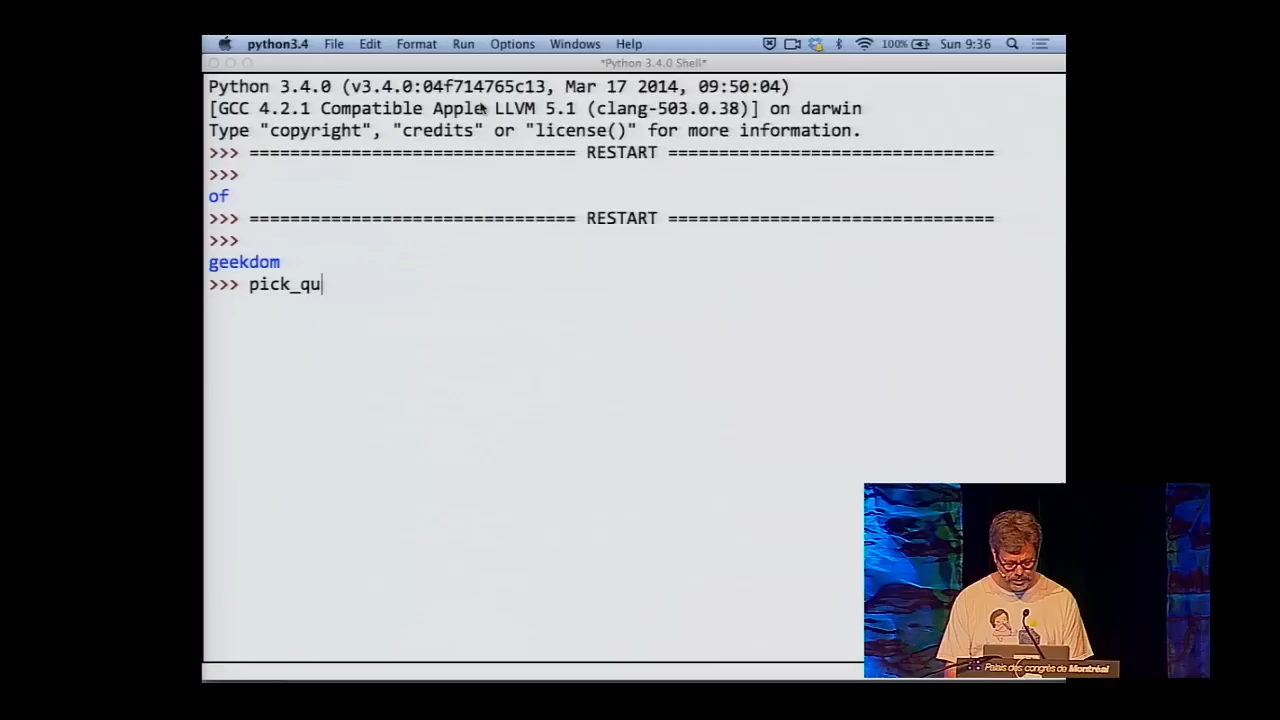 python3.4 File Edit Format Run Options Windows Help 100% Sun 9:36
*Python 3.4.0 Shell*
Python 3.4.0 (v3.4.0:04f714765c13, Mar 17 2014, 09:50:04)
[GCC 4.2.1 Compatible Apple LLVM 5.1 (clang-503.0.38)] on darwin
Type "copyright", "credits" or "license()" for more information.
>>> ================================ RESTART ================================
>>>
of
>>> ================================ RESTART ================================
>>>
geekdom
>>> pick_qu
Palais des congrès de Montréal